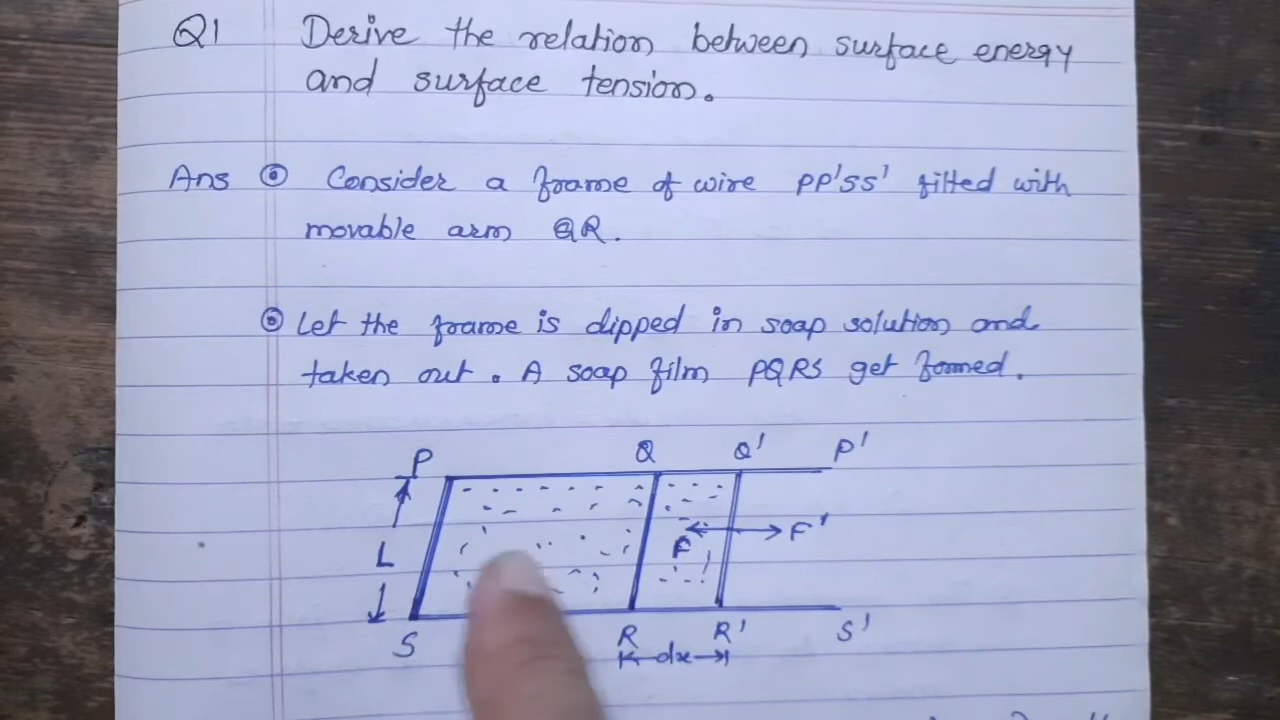 Q1 Derive the relation between surface energy
and surface tension.
Ans Consider a frame of wire PP'SS' fitted with
movable arm QR.
Let the frame is dipped in soap solution and
taken out. A soap film PQRS get formed.
P Q Q' P'
L F F'
S R R' S'
dx